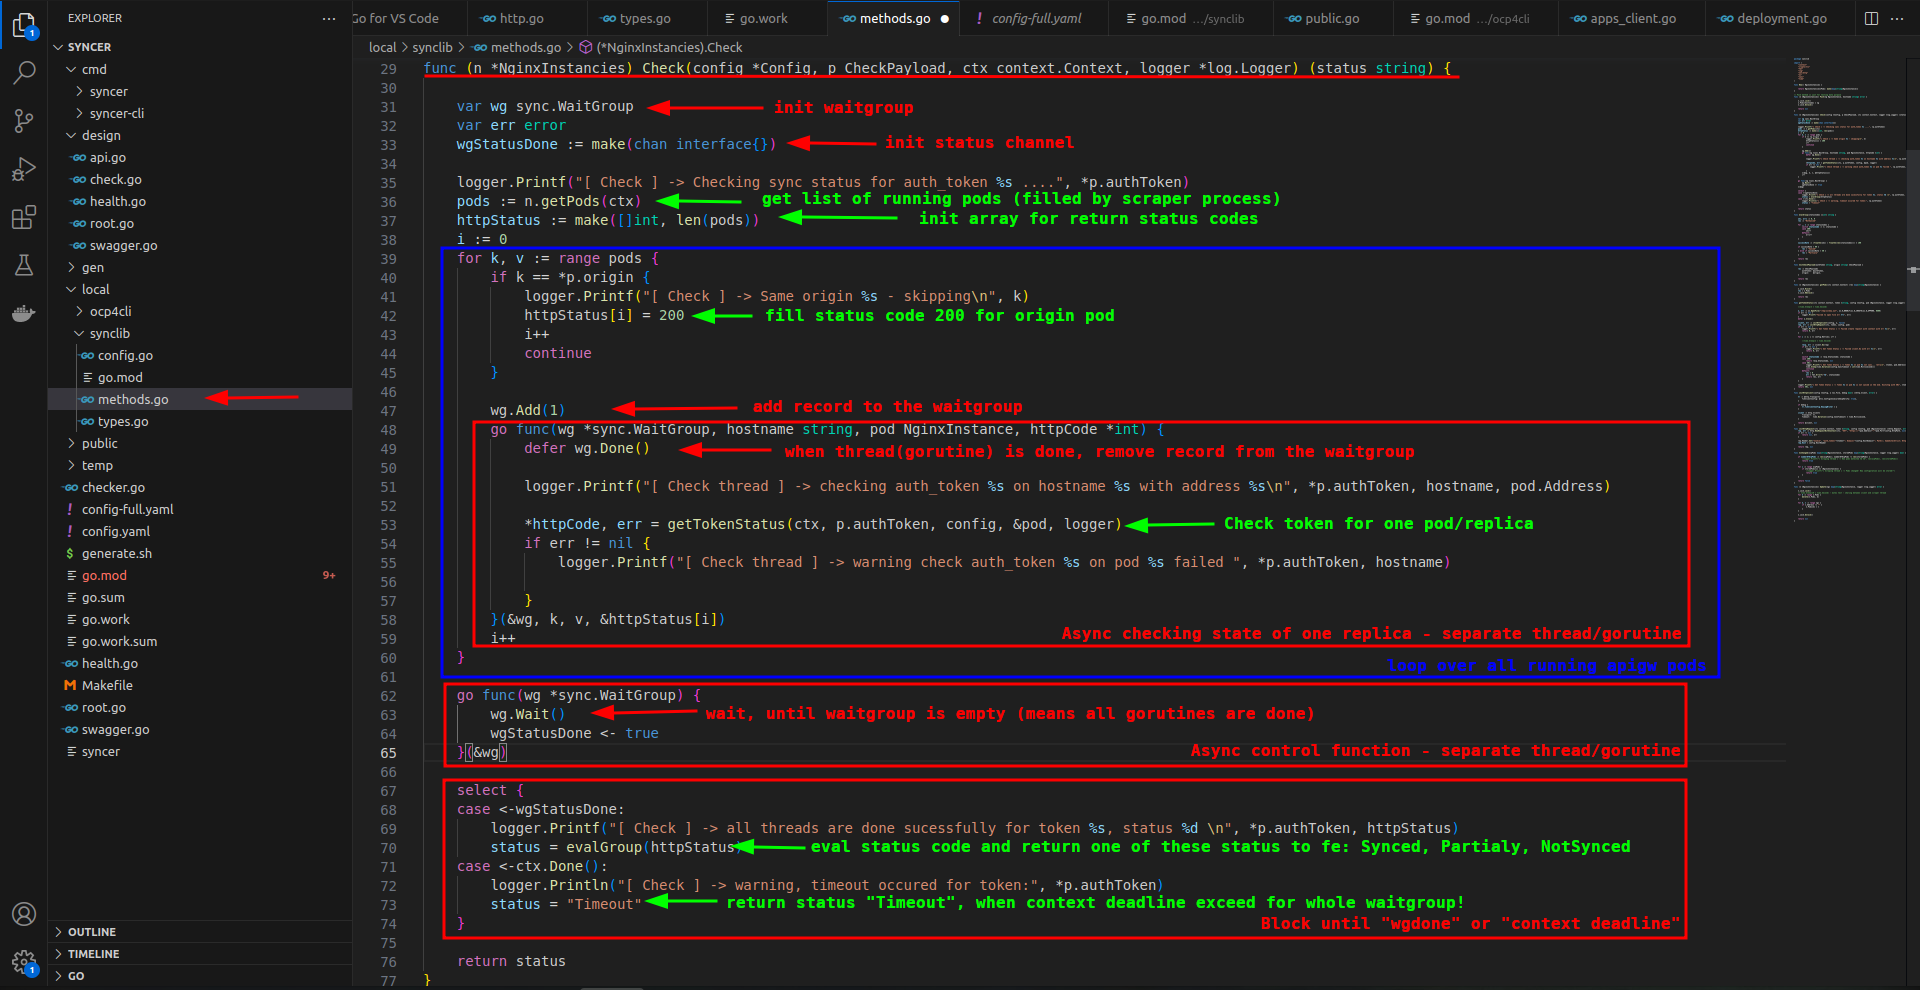 EXPLORER
SYNCER
cmd
syncer
syncer-cli
design
api.go
check.go
health.go
root.go
swagger.go
gen
local
ocp4cli
synclib
config.go
go.mod
methods.go
types.go
public
temp
checker.go
config-full.yaml
config.yaml
generate.sh
go.mod 9+
go.sum
go.work
go.work.sum
health.go
Makefile
root.go
swagger.go
syncer
OUTLINE
TIMELINE
GO
1
1
Go for VS Code
http.go
types.go
go.work
methods.go
config-full.yaml
go.mod .../synclib
public.go
go.mod .../ocp4cli
apps_client.go
deployment.go
local > synclib > methods.go > (*NginxInstancies).Check
29 func (n *NginxInstancies) Check(config *Config, p CheckPayload, ctx context.Context, logger *log.Logger) (status string) {
30
31 var wg sync.WaitGroup init waitgroup
32 var err error
33 wgStatusDone := make(chan interface{}) init status channel
34
35 logger.Printf("[ Check ] -> Checking sync status for auth_token %s ....", *p.authToken)
36 pods := n.getPods(ctx) get list of running pods (filled by scraper process)
37 httpStatus := make([]int, len(pods)) init array for return status codes
38 i := 0
39 for k, v := range pods {
40 if k == *p.origin {
41 logger.Printf("[ Check ] -> Same origin %s - skipping\n", k)
42 httpStatus[i] = 200 fill status code 200 for origin pod
43 i++
44 continue
45 }
46
47 wg.Add(1) add record to the waitgroup
48 go func(wg *sync.WaitGroup, hostname string, pod NginxInstance, httpCode *int) {
49 defer wg.Done() when thread(gorutine) is done, remove record from the waitgroup
50
51 logger.Printf("[ Check thread ] -> checking auth_token %s on hostname %s with address %s\n", *p.authToken, hostname, pod.Address)
52
53 *httpCode, err = getTokenStatus(ctx, p.authToken, config, &pod, logger) Check token for one pod/replica
54 if err != nil {
55 logger.Printf("[ Check thread ] -> warning check auth_token %s on pod %s failed ", *p.authToken, hostname)
56
57 }
58 }(&wg, k, v, &httpStatus[i])
59 i++ Async checking state of one replica - separate thread/gorutine
60 }
loop over all running apigw pods
61
62 go func(wg *sync.WaitGroup) {
63 wg.Wait() wait, until waitgroup is empty (means all gorutines are done)
64 wgStatusDone <- true
65 }(&wg) Async control function - separate thread/gorutine
66
67 select {
68 case <-wgStatusDone:
69 logger.Printf("[ Check ] -> all threads are done sucessfully for token %s, status %d \n", *p.authToken, httpStatus)
70 status = evalGroup(httpStatus) eval status code and return one of these status to fe: Synced, Partialy, NotSynced
71 case <-ctx.Done():
72 logger.Println("[ Check ] -> warning, timeout occured for token:", *p.authToken)
73 status = "Timeout" return status "Timeout", when context deadline exceed for whole waitgroup!
74 } Block until "wgdone" or "context deadline"
75
76 return status
77 }